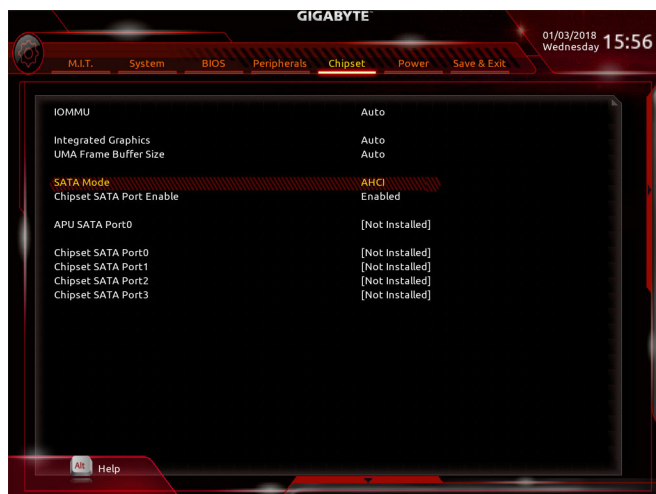 GIGABYTE
01/03/2018 Wednesday 15:56
M.I.T. System BIOS Peripherals Chipset Power Save & Exit
IOMMU Auto
Integrated Graphics Auto
UMA Frame Buffer Size Auto
SATA Mode AHCI
Chipset SATA Port Enable Enabled
APU SATA Port0 [Not Installed]
Chipset SATA Port0 [Not Installed]
Chipset SATA Port1 [Not Installed]
Chipset SATA Port2 [Not Installed]
Chipset SATA Port3 [Not Installed]
Alt Help